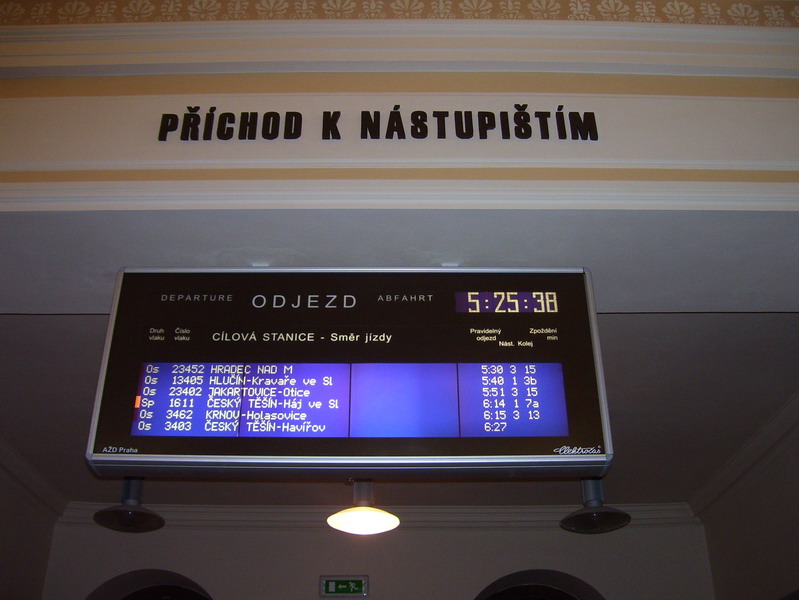 PŘÍCHOD K NÁSTUPIŠTÍM
DEPARTURE ODJEZD ABFAHRT 5:25:38
Druh vlaku Číslo vlaku CÍLOVÁ STANICE - Směr jízdy Pravidelný odjezd Nást. Kolej Zpoždění min
Os 23452 HRADEC NAD M 5:30 3 15
Os 13405 HLUČÍN-Kravaře ve Sl 5:40 1 3b
Os 23402 JAKARTOVICE-Otice 5:51 3 15
Sp 1611 ČESKÝ TĚŠÍN-Háj ve Sl 6:14 1 7a
Os 3462 KRNOV-Holasovice 6:15 3 13
Os 3403 ČESKÝ TĚŠÍN-Havířov 6:27
AŽD Praha Elektročas